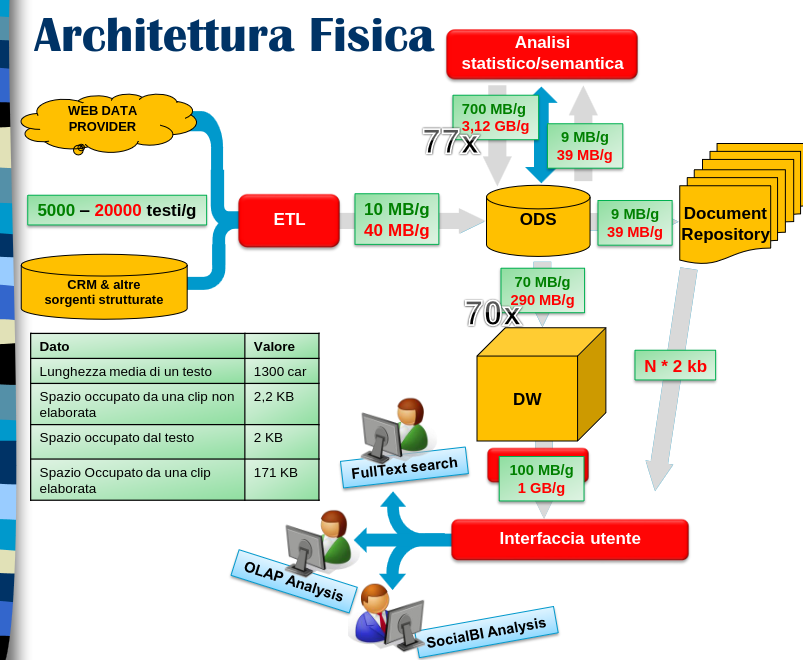 Architettura Fisica
Analisi
statistico/semantica
WEB DATA
PROVIDER
700 MB/g
3,12 GB/g
77x
9 MB/g
39 MB/g
5000 – 20000 testi/g
ETL
10 MB/g
40 MB/g
ODS
9 MB/g
39 MB/g
Document
Repository
CRM & altre
sorgenti strutturate
70 MB/g
290 MB/g
70x
Dato Valore
Lunghezza media di un testo 1300 car
Spazio occupato da una clip non
elaborata
2,2 KB
Spazio occupato dal testo 2 KB
Spazio Occupato da una clip
elaborata
171 KB
N * 2 kb
DW
FullText search
100 MB/g
1 GB/g
Interfaccia utente
OLAP Analysis
SocialBI Analysis